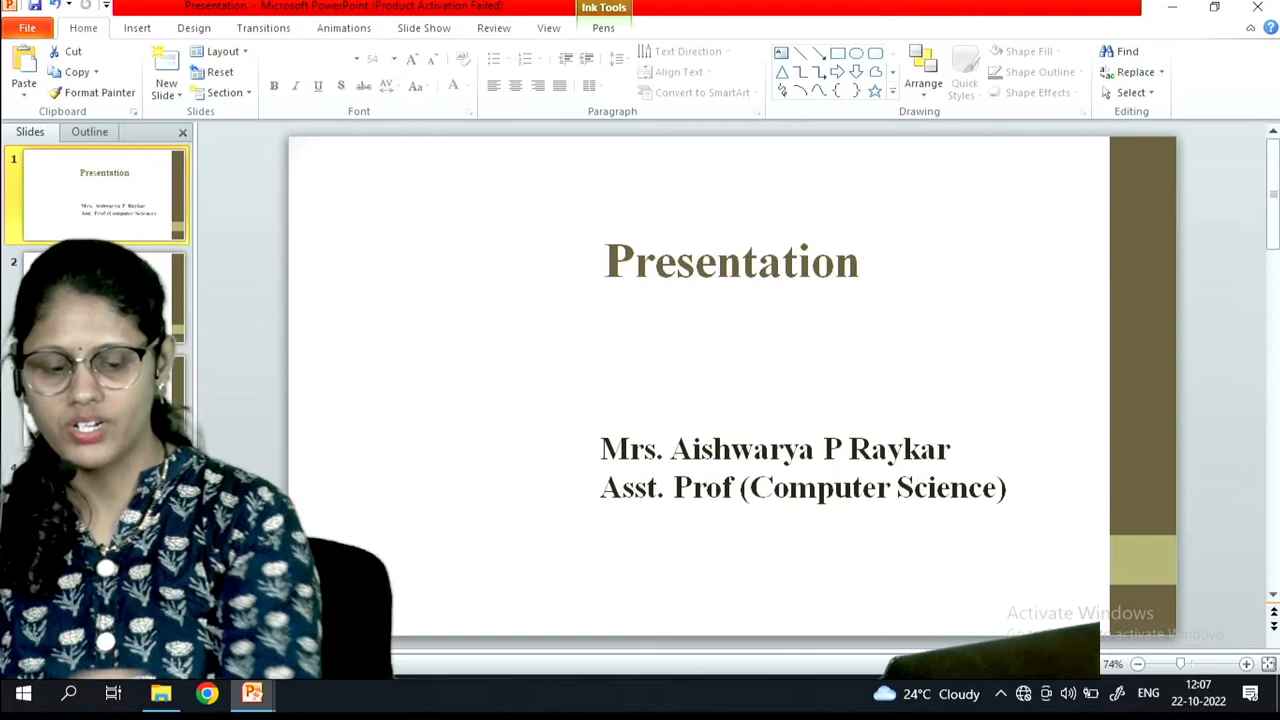 Presentation - Microsoft PowerPoint (Product Activation Failed)
Ink Tools
File Home Insert Design Transitions Animations Slide Show Review View Pens
Paste
Cut
Copy
Format Painter
Clipboard
New Slide
Layout
Reset
Section
Slides
54
Font
Text Direction
Align Text
Convert to SmartArt
Paragraph
Arrange
Quick Styles
Shape Fill
Shape Outline
Shape Effects
Drawing
Find
Replace
Select
Editing
Slides Outline
1
Presentation
Mrs. Aishwarya P Raykar
Asst. Prof (Computer Science)
2
Presentation
Mrs. Aishwarya P Raykar
Asst. Prof (Computer Science)
Activate Windows
74%
24°C Cloudy
ENG
12:07
22-10-2022